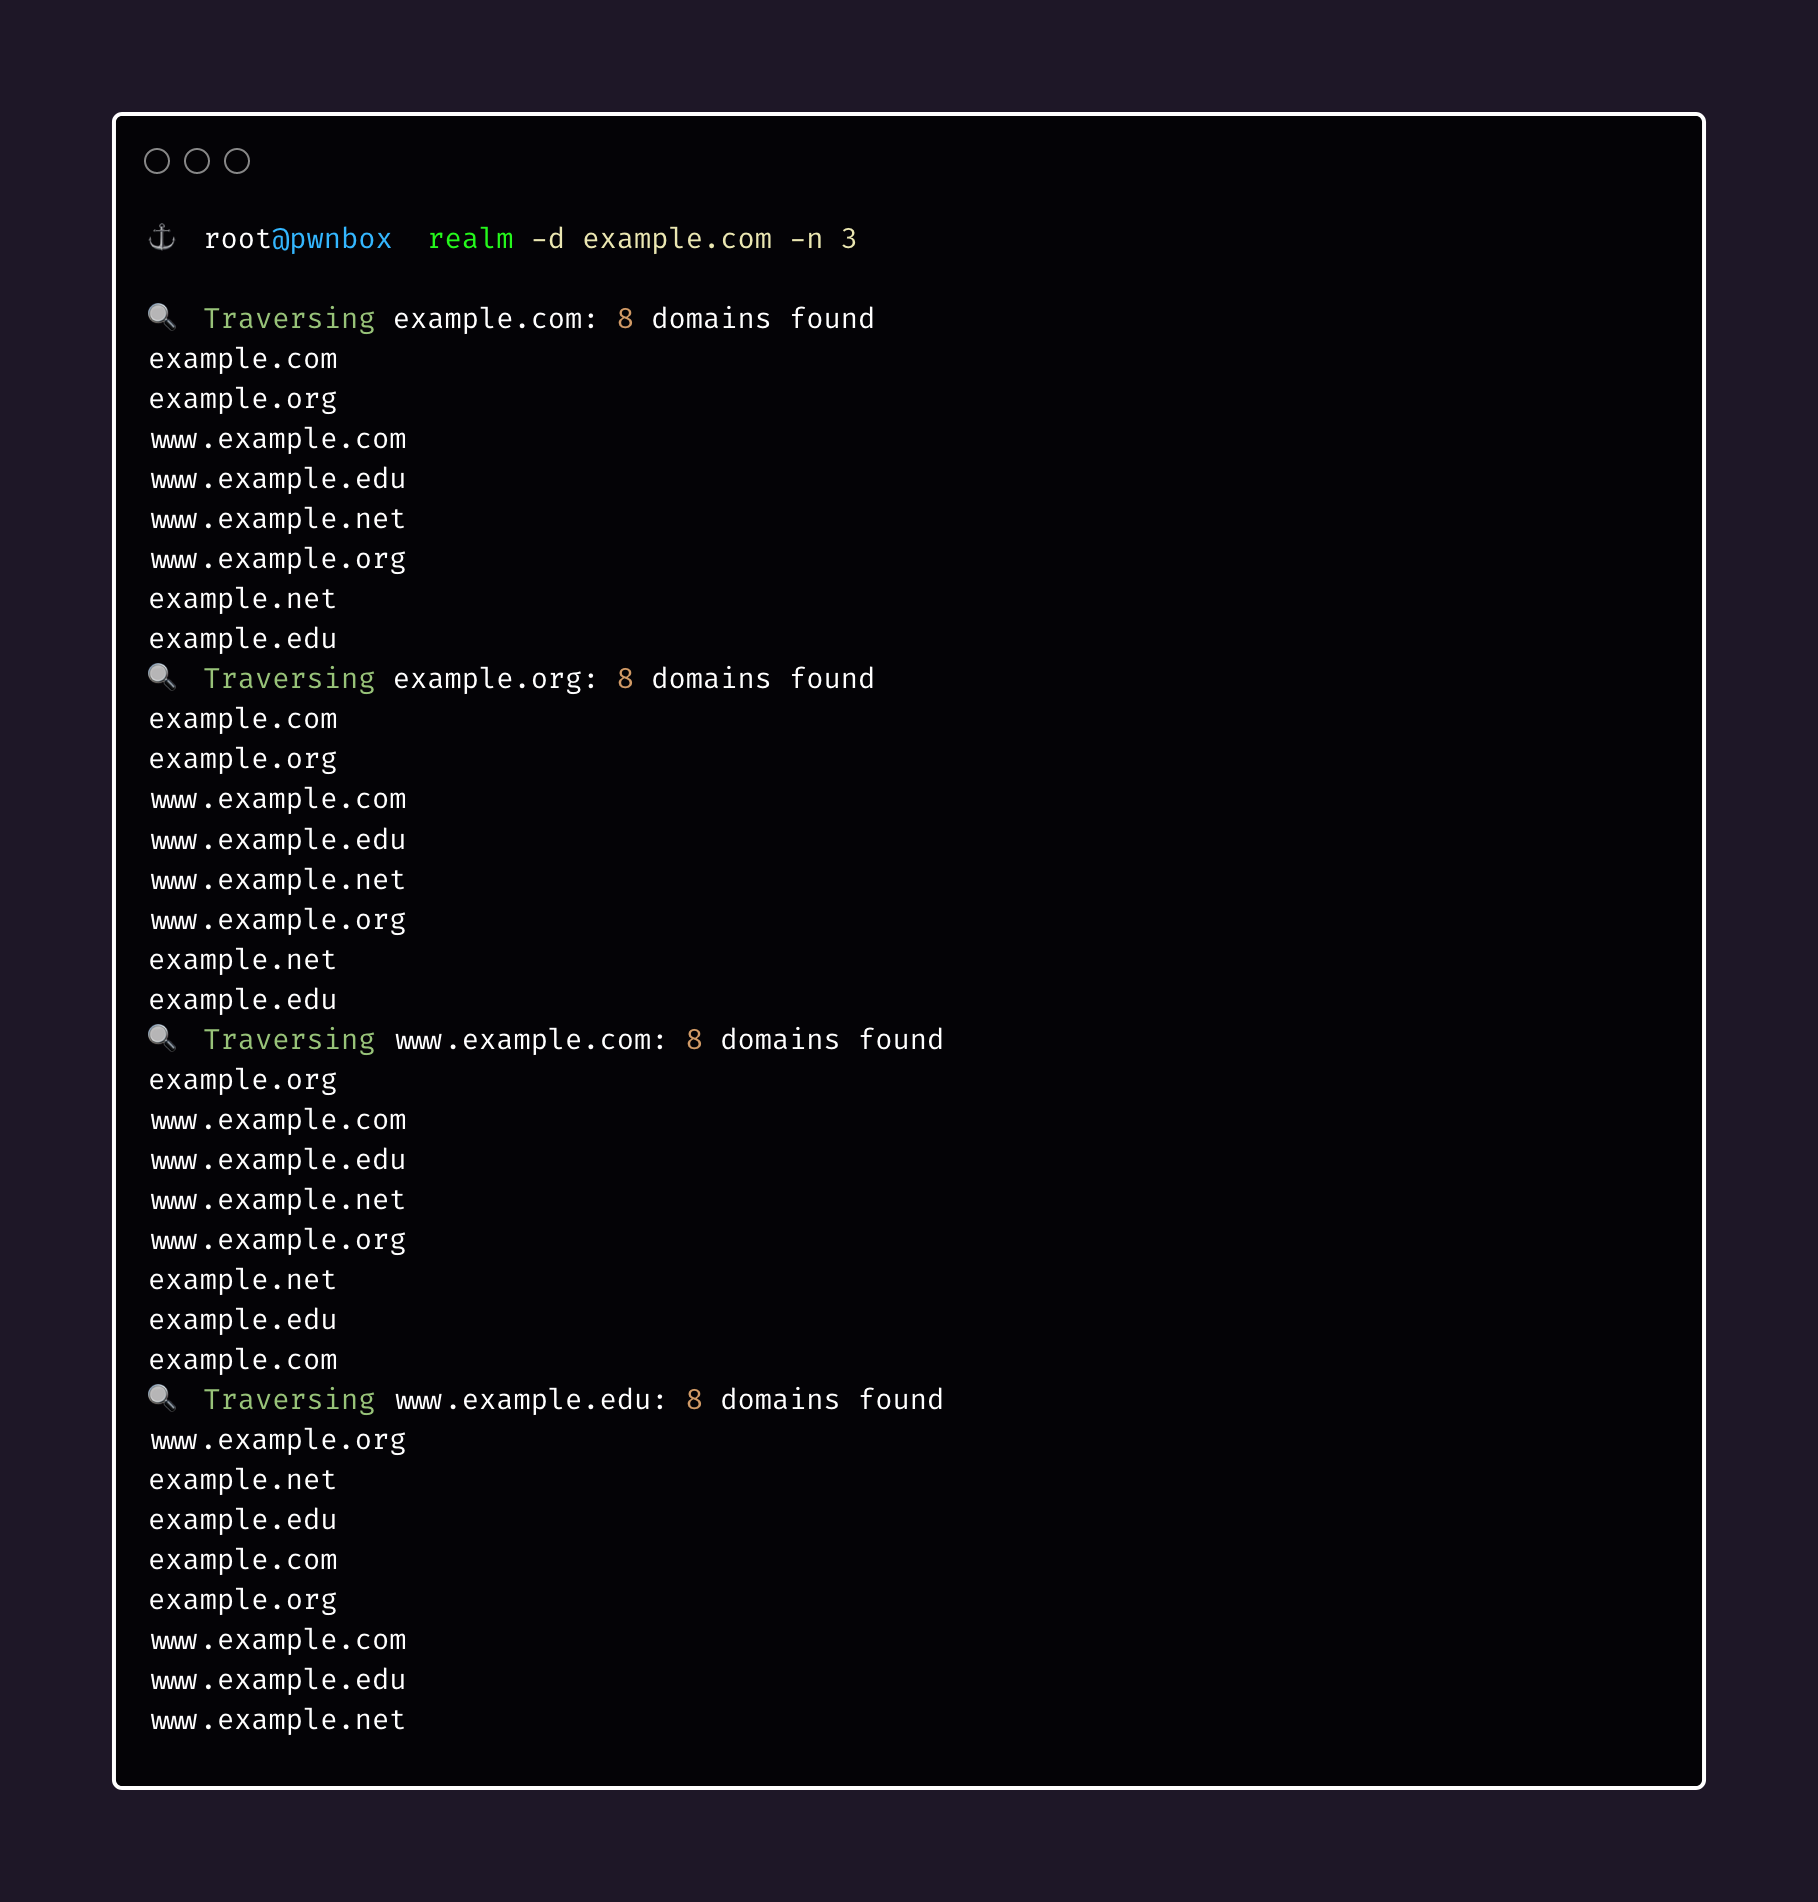 ⚓ root@pwnbox realm -d example.com -n 3
🔍 Traversing example.com: 8 domains found
example.com
example.org
www.example.com
www.example.edu
www.example.net
www.example.org
example.net
example.edu
🔍 Traversing example.org: 8 domains found
example.com
example.org
www.example.com
www.example.edu
www.example.net
www.example.org
example.net
example.edu
🔍 Traversing www.example.com: 8 domains found
example.org
www.example.com
www.example.edu
www.example.net
www.example.org
example.net
example.edu
example.com
🔍 Traversing www.example.edu: 8 domains found
www.example.org
example.net
example.edu
example.com
example.org
www.example.com
www.example.edu
www.example.net